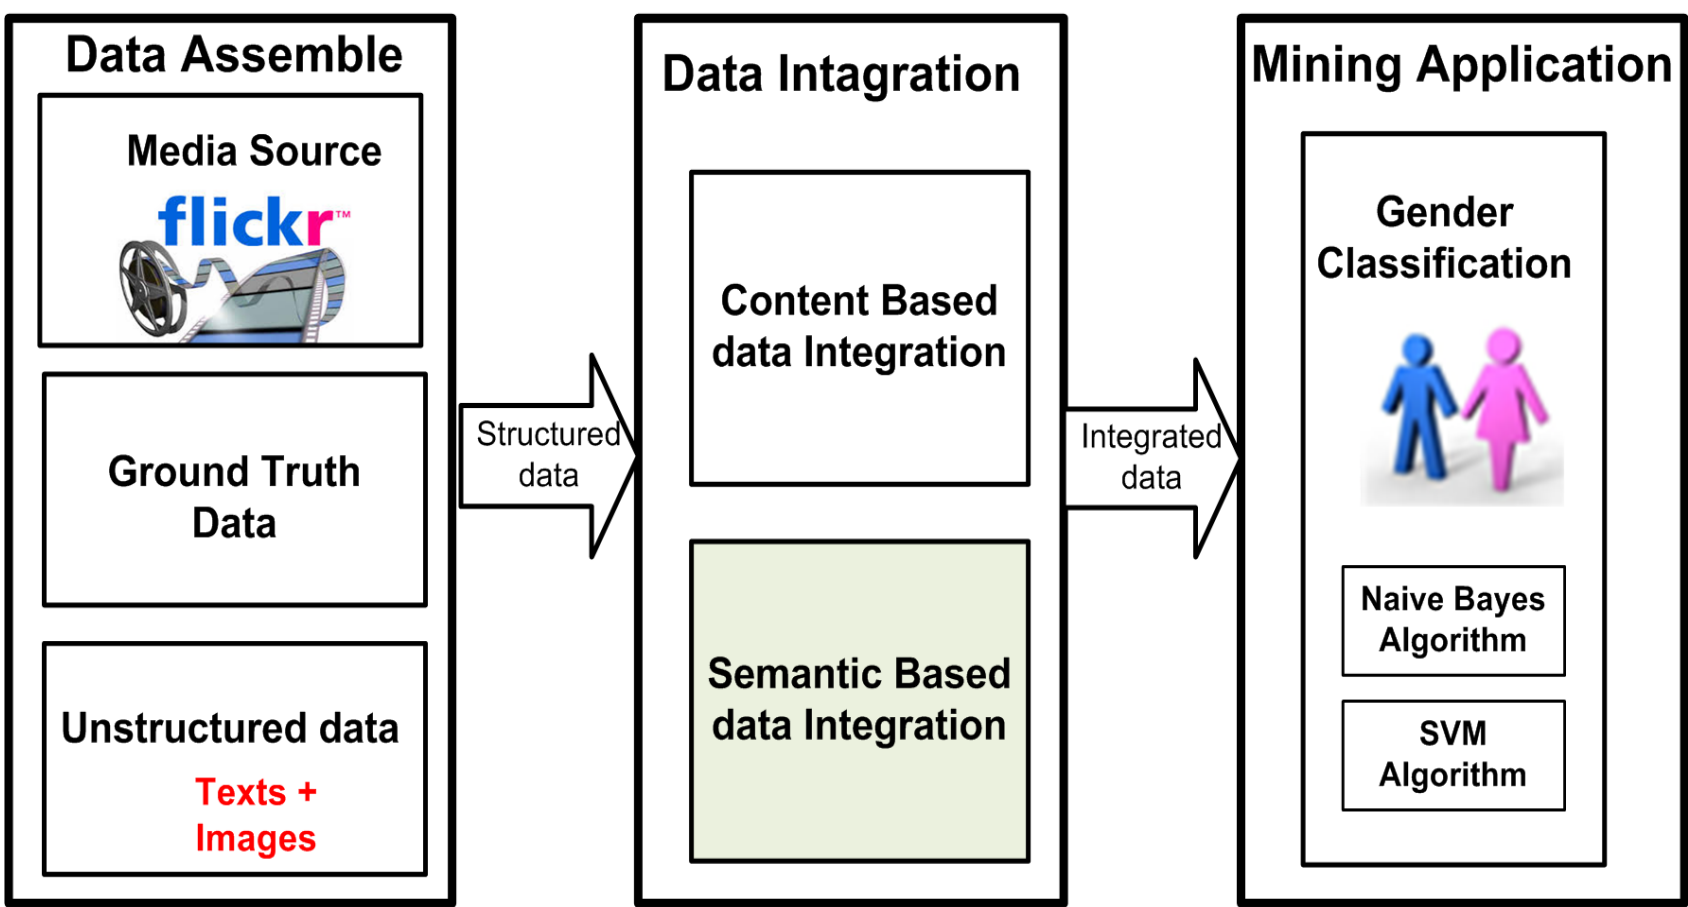 Data Assemble
Media Source
flickr™
Ground Truth
Data
Unstructured data
Texts +
Images
Structured
data
Data Intagration
Content Based
data Integration
Semantic Based
data Integration
Integrated
data
Mining Application
Gender
Classification
Naive Bayes
Algorithm
SVM
Algorithm